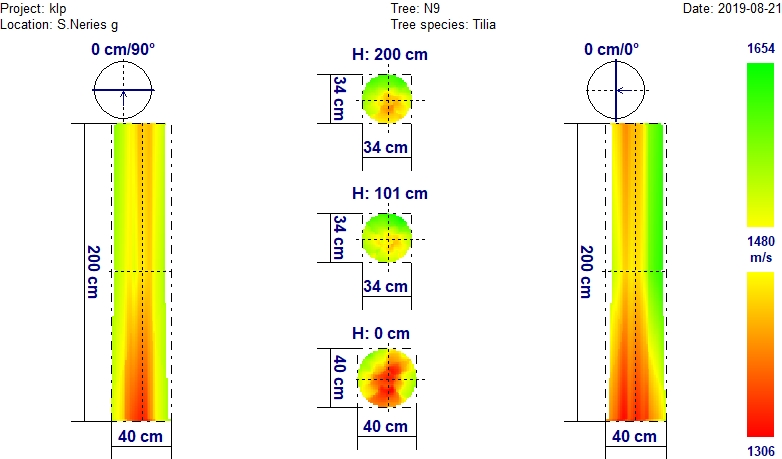 Project: klp
Tree: N9
Date: 2019-08-21
Location: S.Neries g
Tree species: Tilia
0 cm/90°
H: 200 cm
0 cm/0°
1654
34 cm
34 cm
H: 101 cm
34 cm
34 cm
200 cm
200 cm
1480
m/s
H: 0 cm
40 cm
40 cm
40 cm
40 cm
1306